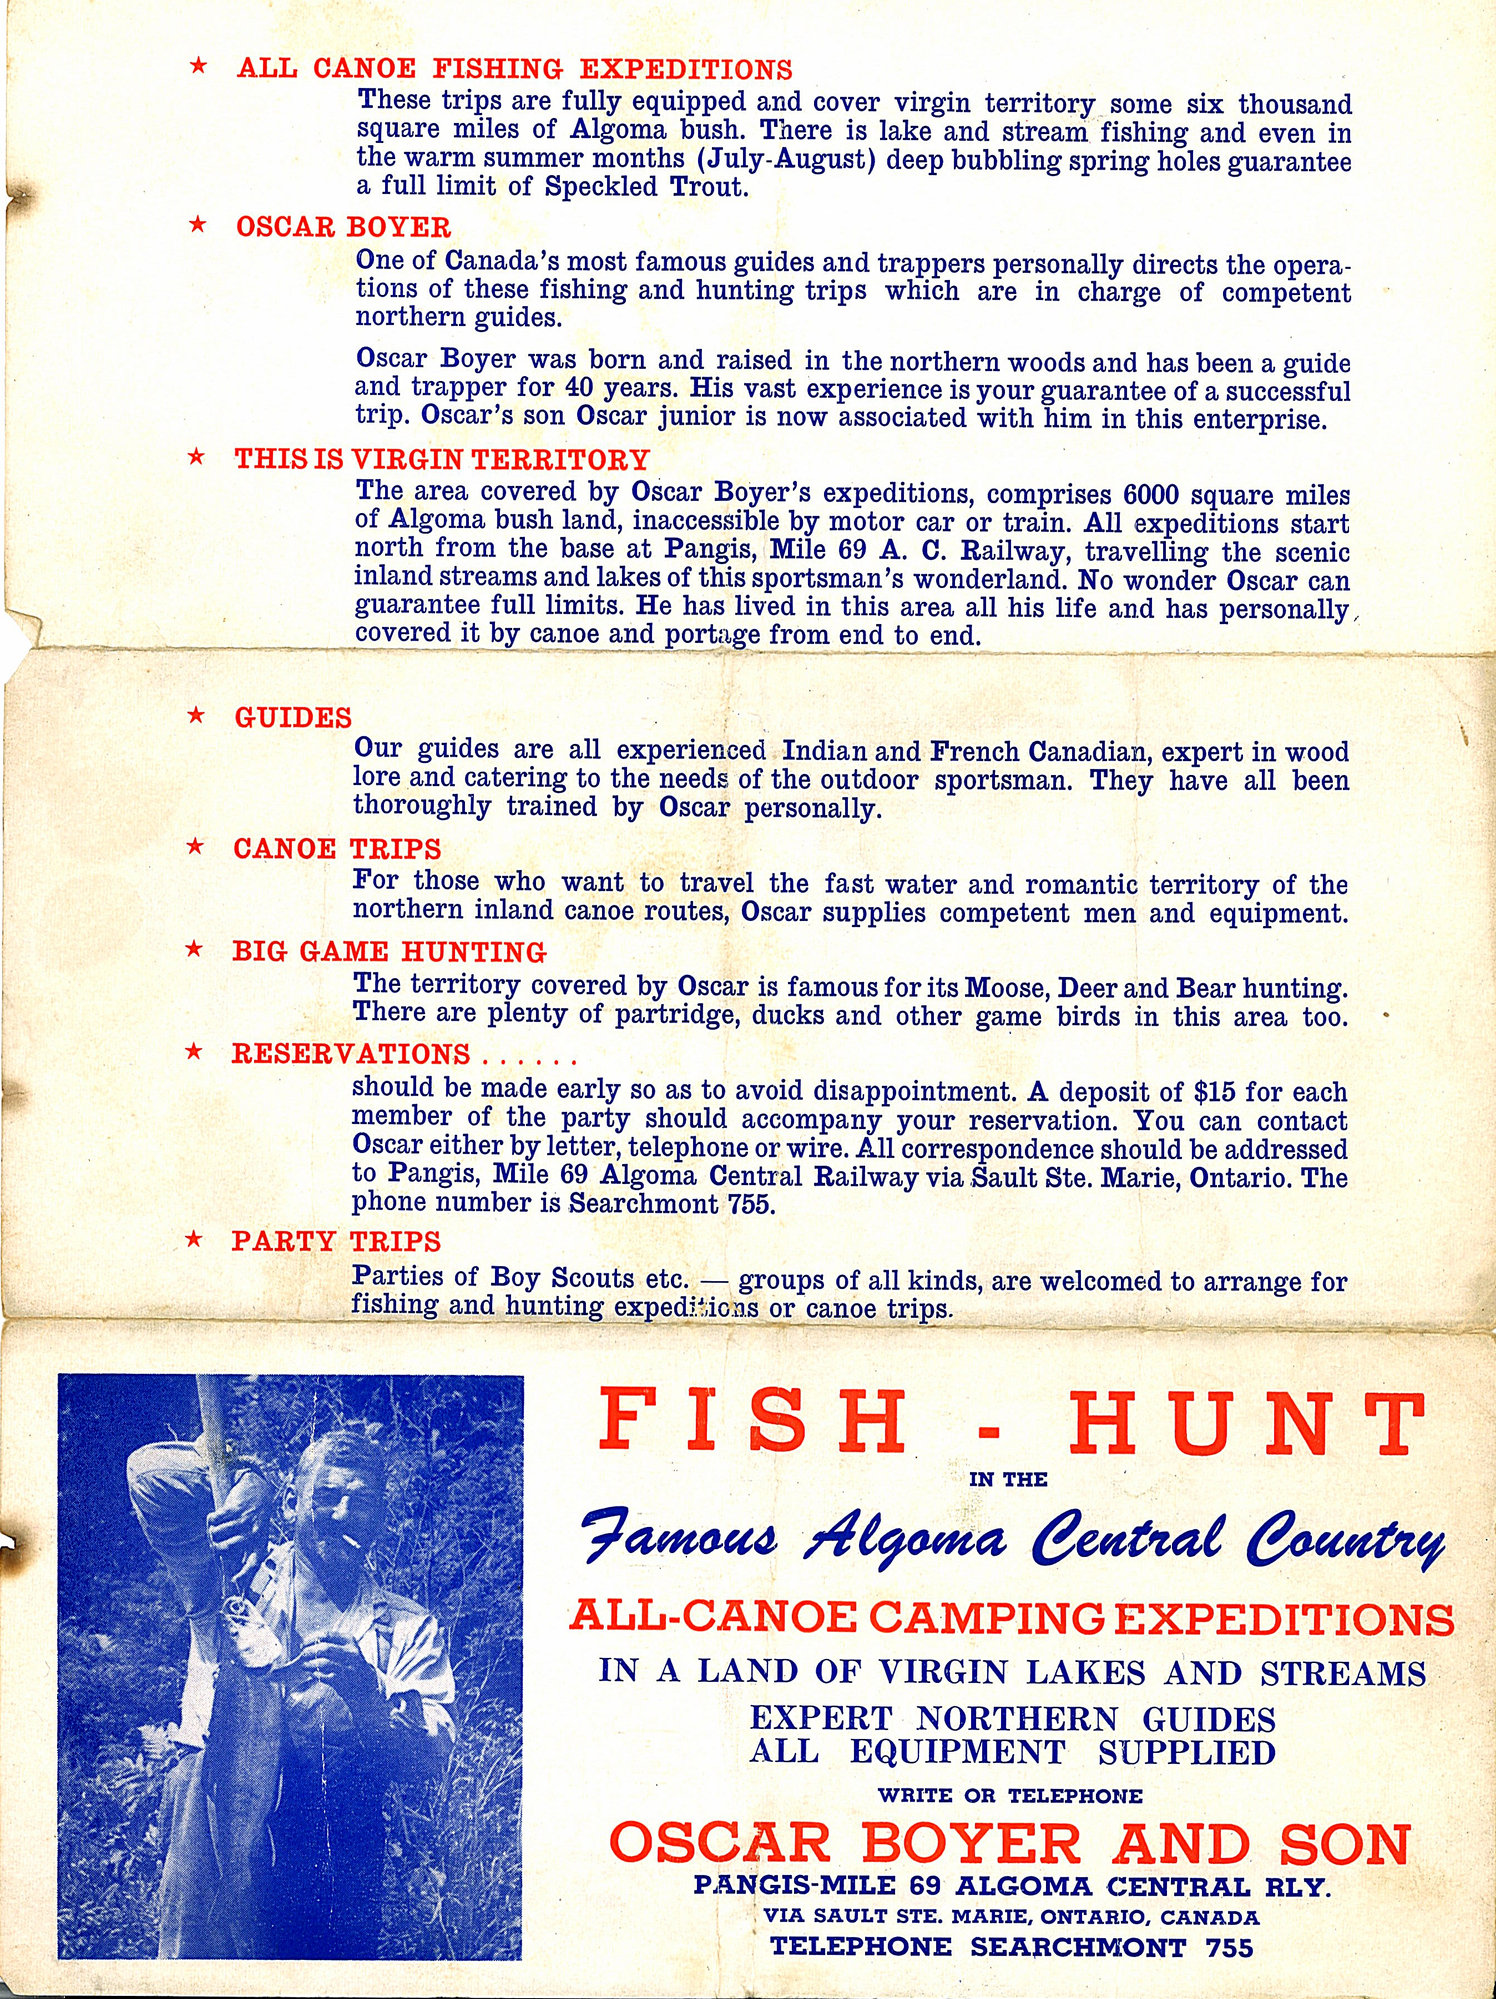 ★ ALL CANOE FISHING EXPEDITIONS
These trips are fully equipped and cover virgin territory some six thousand
square miles of Algoma bush. There is lake and stream fishing and even in
the warm summer months (July-August) deep bubbling spring holes guarantee
a full limit of Speckled Trout.
★ OSCAR BOYER
One of Canada's most famous guides and trappers personally directs the opera-
tions of these fishing and hunting trips which are in charge of competent
northern guides.
Oscar Boyer was born and raised in the northern woods and has been a guide
and trapper for 40 years. His vast experience is your guarantee of a successful
trip. Oscar's son Oscar junior is now associated with him in this enterprise.
★ THIS IS VIRGIN TERRITORY
The area covered by Oscar Boyer's expeditions, comprises 6000 square miles
of Algoma bush land, inaccessible by motor car or train. All expeditions start
north from the base at Pangis, Mile 69 A. C. Railway, travelling the scenic
inland streams and lakes of this sportsman's wonderland. No wonder Oscar can
guarantee full limits. He has lived in this area all his life and has personally
covered it by canoe and portage from end to end.
★ GUIDES
Our guides are all experienced Indian and French Canadian, expert in wood
lore and catering to the needs of the outdoor sportsman. They have all been
thoroughly trained by Oscar personally.
★ CANOE TRIPS
For those who want to travel the fast water and romantic territory of the
northern inland canoe routes, Oscar supplies competent men and equipment.
★ BIG GAME HUNTING
The territory covered by Oscar is famous for its Moose, Deer and Bear hunting.
There are plenty of partridge, ducks and other game birds in this area too.
★ RESERVATIONS . . . . . .
should be made early so as to avoid disappointment. A deposit of $15 for each
member of the party should accompany your reservation. You can contact
Oscar either by letter, telephone or wire. All correspondence should be addressed
to Pangis, Mile 69 Algoma Central Railway via Sault Ste. Marie, Ontario. The
phone number is Searchmont 755.
★ PARTY TRIPS
Parties of Boy Scouts etc. — groups of all kinds, are welcomed to arrange for
fishing and hunting expeditions or canoe trips.
FISH - HUNT
IN THE
Famous Algoma Central Country
ALL-CANOE CAMPING EXPEDITIONS
IN A LAND OF VIRGIN LAKES AND STREAMS
EXPERT NORTHERN GUIDES
ALL EQUIPMENT SUPPLIED
WRITE OR TELEPHONE
OSCAR BOYER AND SON
PANGIS-MILE 69 ALGOMA CENTRAL RLY.
VIA SAULT STE. MARIE, ONTARIO, CANADA
TELEPHONE SEARCHMONT 755